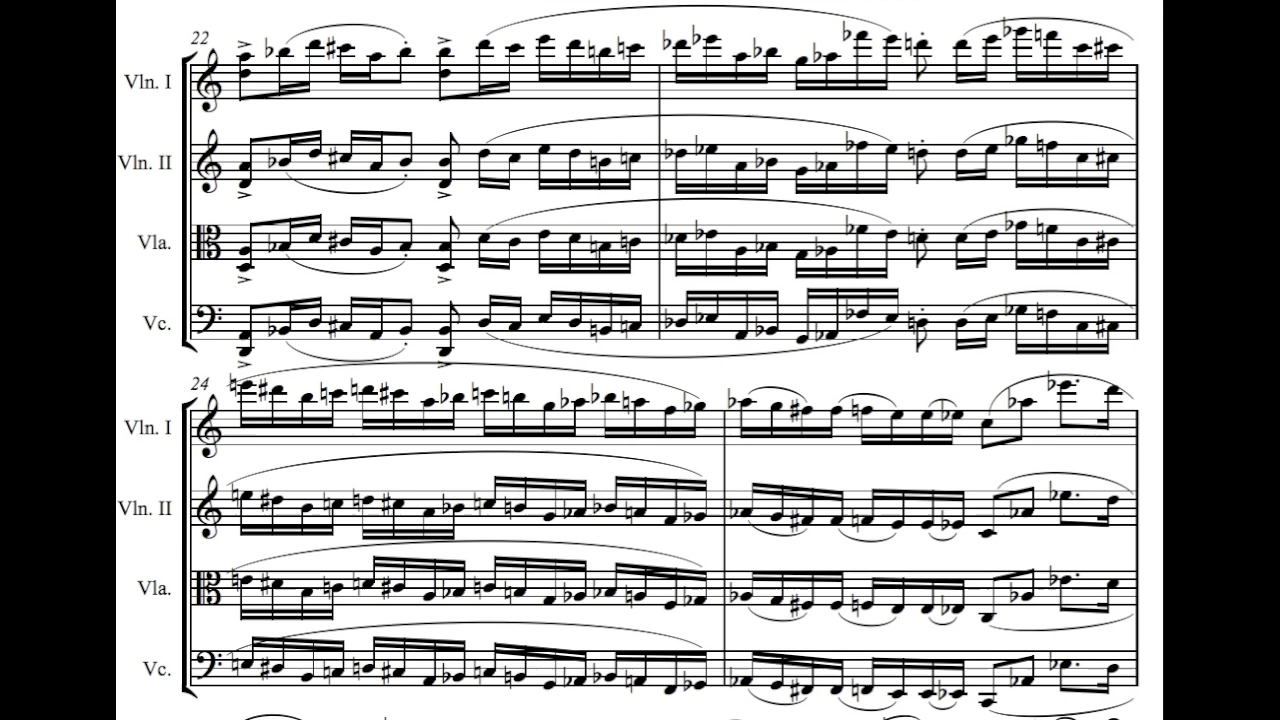 22
Vln. I
Vln. II
Vla.
Vc.
24
Vln. I
Vln. II
Vla.
Vc.